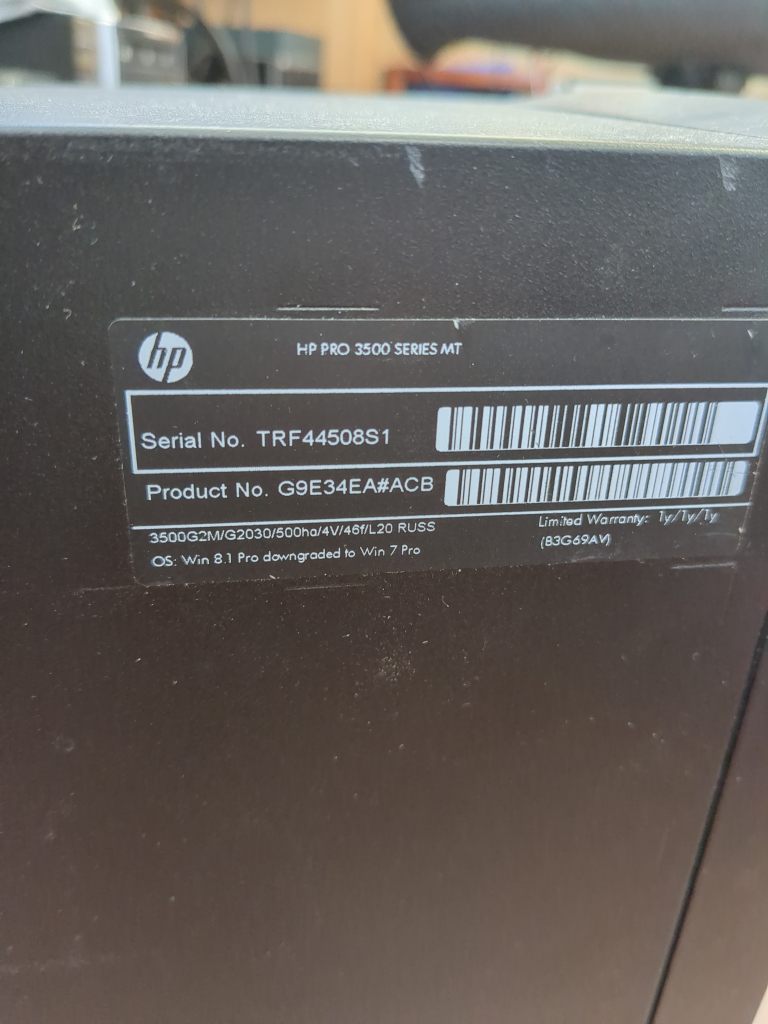 hp
HP PRO 3500 SERIES MT
Serial No. TRF44508S1
Product No. G9E34EA#ACB
3500G2M/G2030/500ha/4V/46f/L20 RUSS
Limited Warranty: 1y/1y/1y
OS: Win 8.1 Pro downgraded to Win 7 Pro
(B3G69AV)